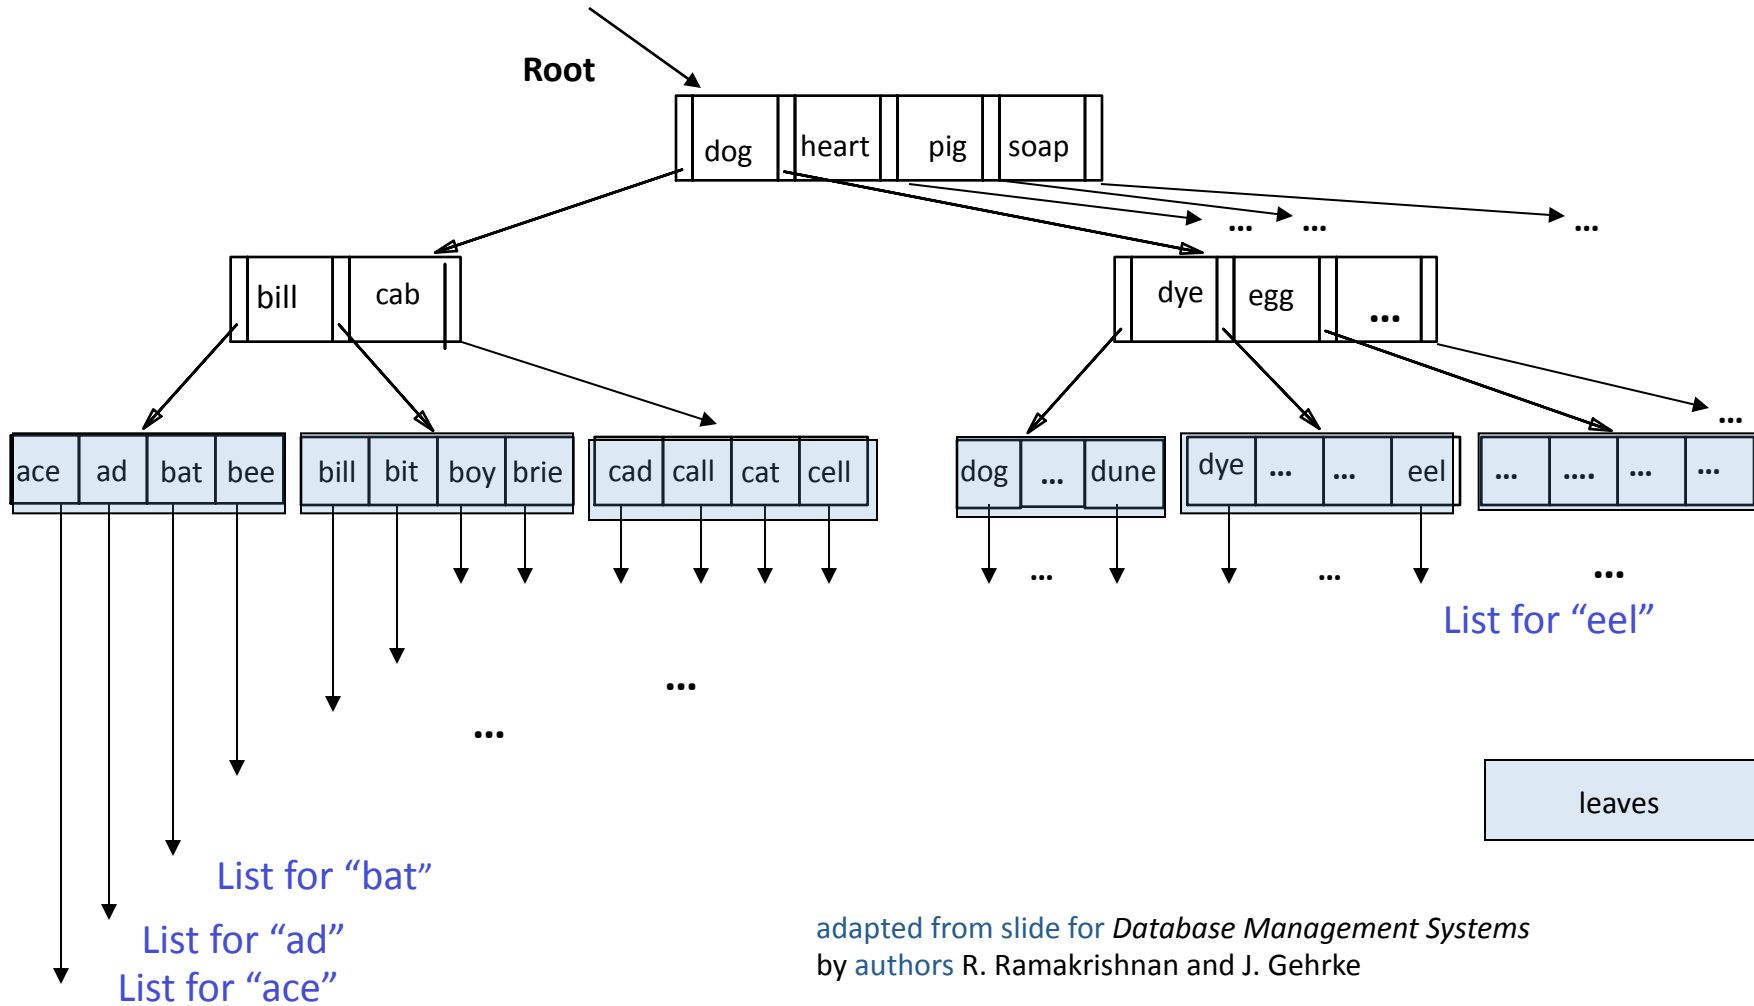 Root
dog heart pig soap
... ... ...
bill cab
dye egg ...
...
ace ad bat bee bill bit boy brie cad call cat cell dog ... dune dye ... ... eel ... .... ... ...
... ... ...
List for “eel”
...
...
leaves
List for “bat”
List for “ad”
List for “ace”
adapted from slide for Database Management Systems
by authors R. Ramakrishnan and J. Gehrke